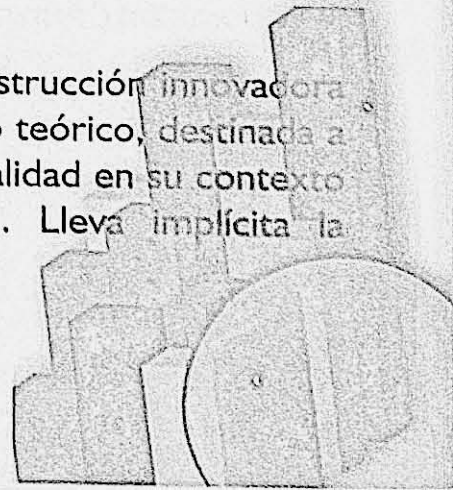 strucción innovadora
o teórico, destinada a
alidad en su contexto
. Lleva implícita la